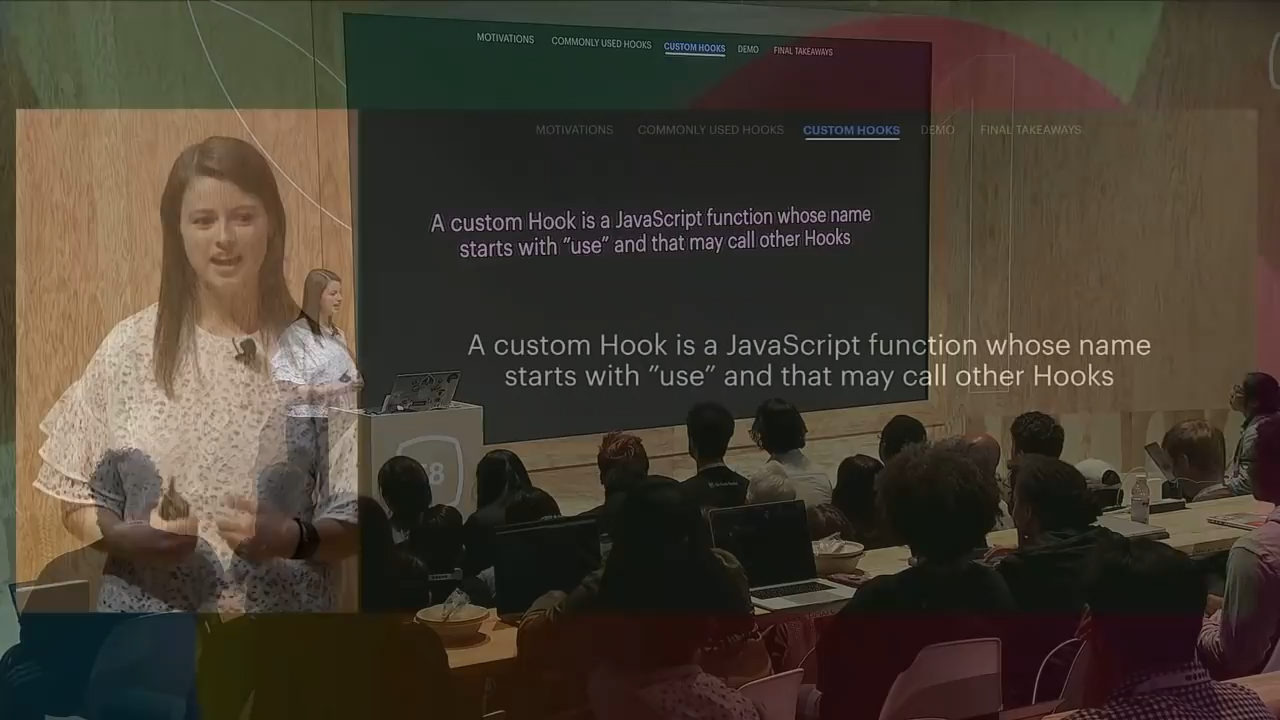 MOTIVATIONS COMMONLY USED HOOKS CUSTOM HOOKS DEMO FINAL TAKEAWAYS
MOTIVATIONS COMMONLY USED HOOKS CUSTOM HOOKS DEMO FINAL TAKEAWAYS
A custom Hook is a JavaScript function whose name
starts with ”use” and that may call other Hooks
A custom Hook is a JavaScript function whose name
starts with ”use” and that may call other Hooks